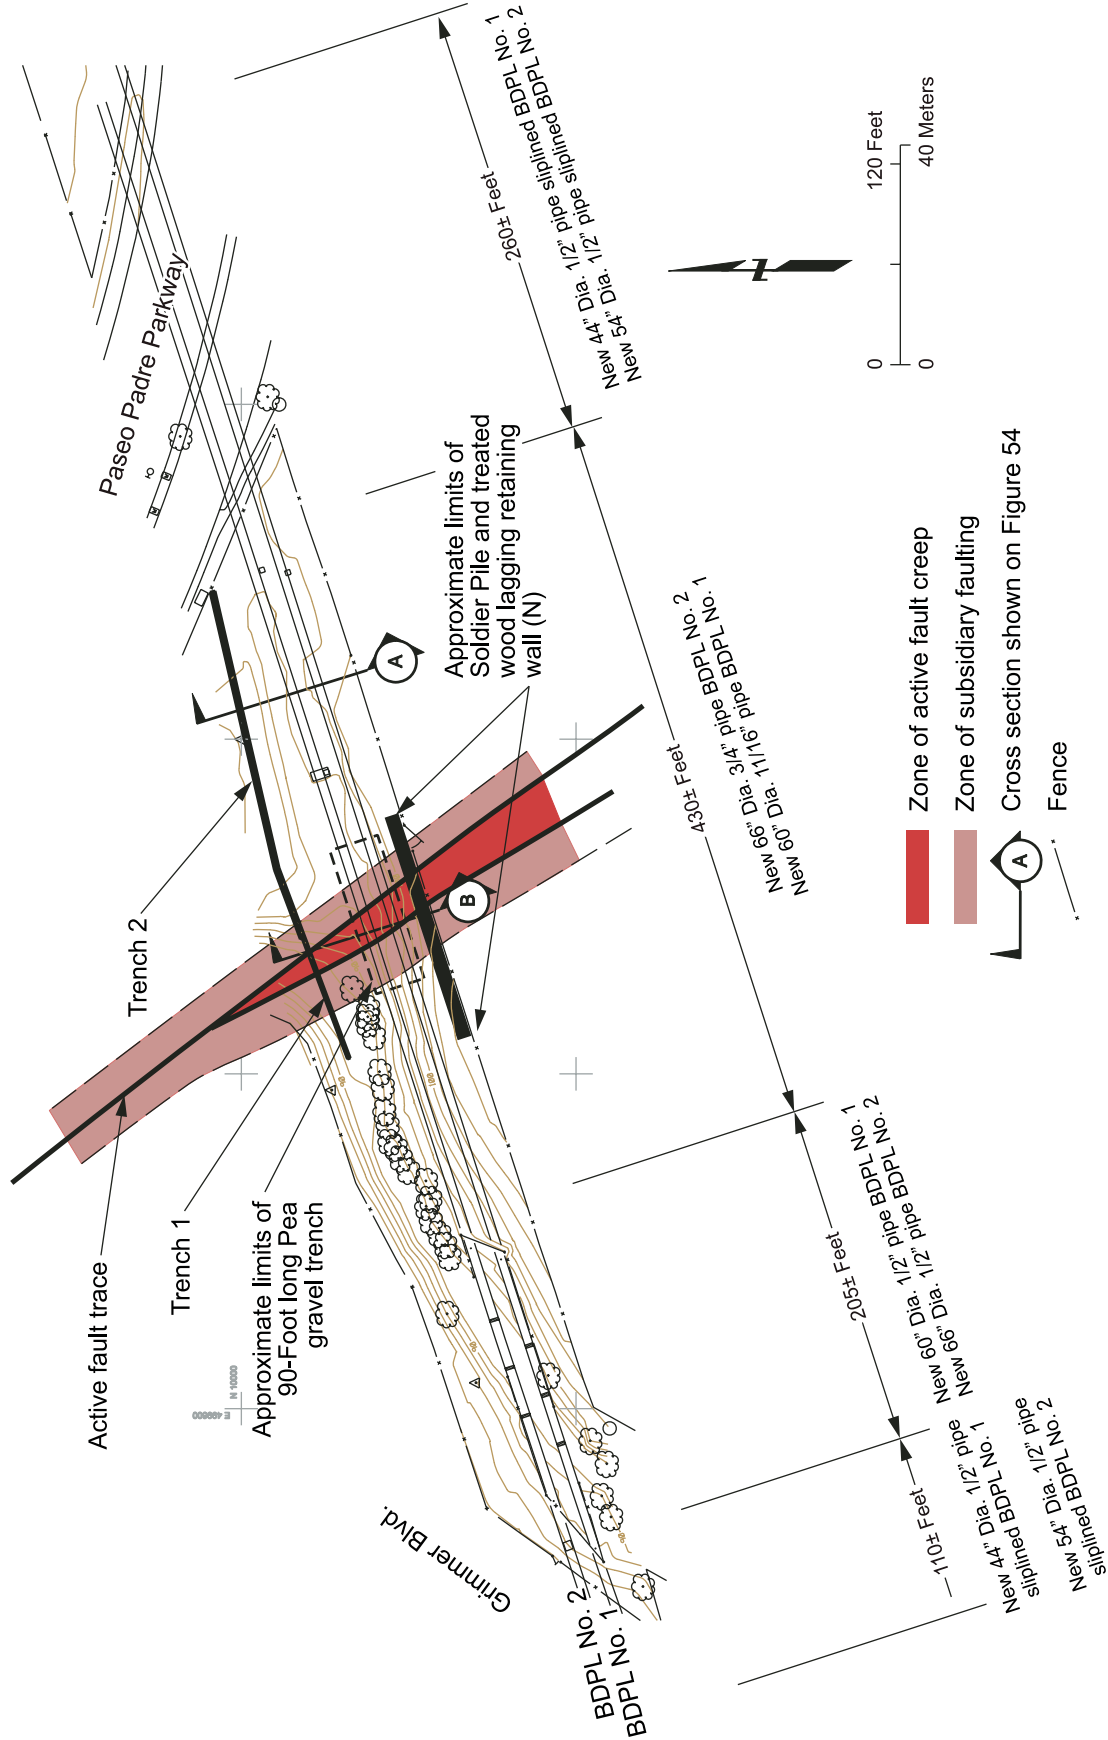 Active fault trace
Trench 1
Approximate limits of
90-Foot long Pea
gravel trench
Trench 2
Paseo Padre Parkway
Approximate limits of
Soldier Pile and treated
wood lagging retaining
wall (N)
Grimmer Blvd.
BDPL No. 2
BDPL No. 1
E 499800
N 10000
A
B
90
90
100
90
90
110± Feet
New 44” Dia. 1/2” pipe
sliplined BDPL No. 1
New 54” Dia. 1/2” pipe
sliplined BDPL No. 2
205± Feet
New 60” Dia. 1/2” pipe BDPL No. 1
New 66” Dia. 1/2” pipe BDPL No. 2
430± Feet
New 66” Dia. 3/4” pipe BDPL No. 2
New 60” Dia. 11/16” pipe BDPL No. 1
260± Feet
New 44” Dia. 1/2” pipe sliplined BDPL No. 1
New 54” Dia. 1/2” pipe sliplined BDPL No. 2
N
0
120 Feet
0
40 Meters
Zone of active fault creep
Zone of subsidiary faulting
A
Cross section shown on Figure 54
Fence